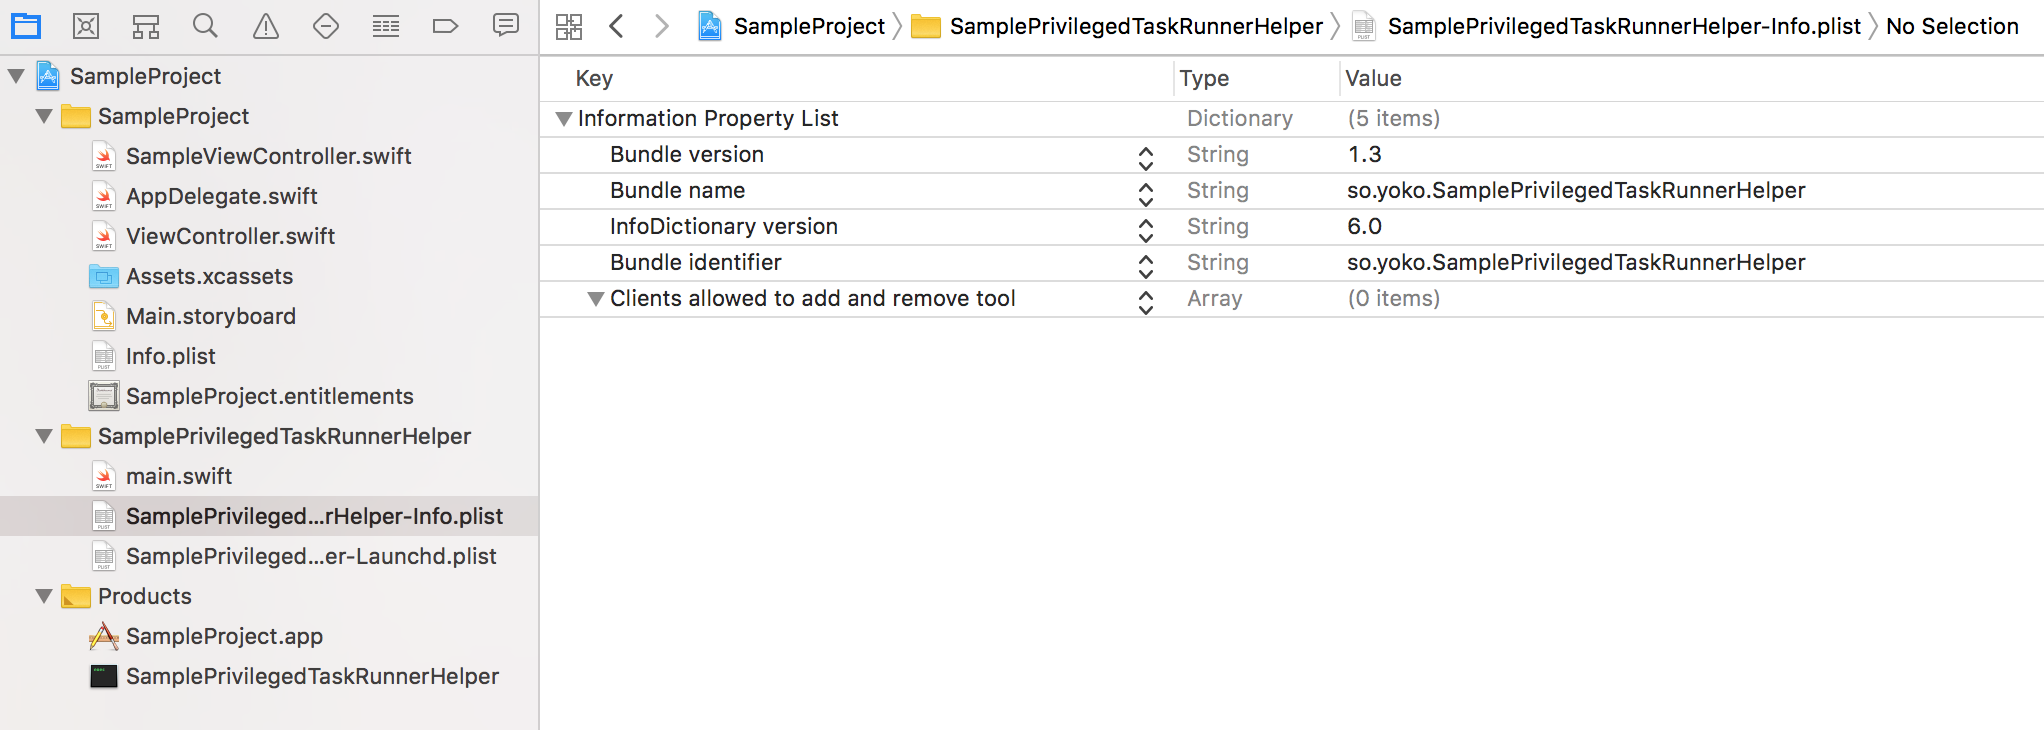 SampleProject
SamplePrivilegedTaskRunnerHelper
SamplePrivilegedTaskRunnerHelper-Info.plist
No Selection
SampleProject
SampleProject
SampleViewController.swift
AppDelegate.swift
ViewController.swift
Assets.xcassets
Main.storyboard
Info.plist
SampleProject.entitlements
SamplePrivilegedTaskRunnerHelper
main.swift
SamplePrivileged...rHelper-Info.plist
SamplePrivileged...er-Launchd.plist
Products
SampleProject.app
SamplePrivilegedTaskRunnerHelper
Key Type Value
Information Property List Dictionary (5 items)
Bundle version String 1.3
Bundle name String so.yoko.SamplePrivilegedTaskRunnerHelper
InfoDictionary version String 6.0
Bundle identifier String so.yoko.SamplePrivilegedTaskRunnerHelper
Clients allowed to add and remove tool Array (0 items)